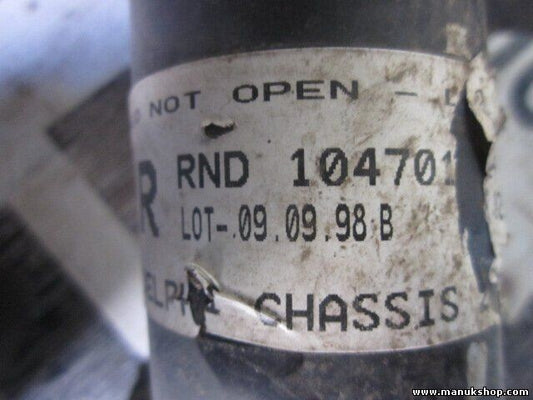 NOT OPEN -
R RND 104701
LOT-.09.09.98 B
CHASSIS
www.manukshop.com